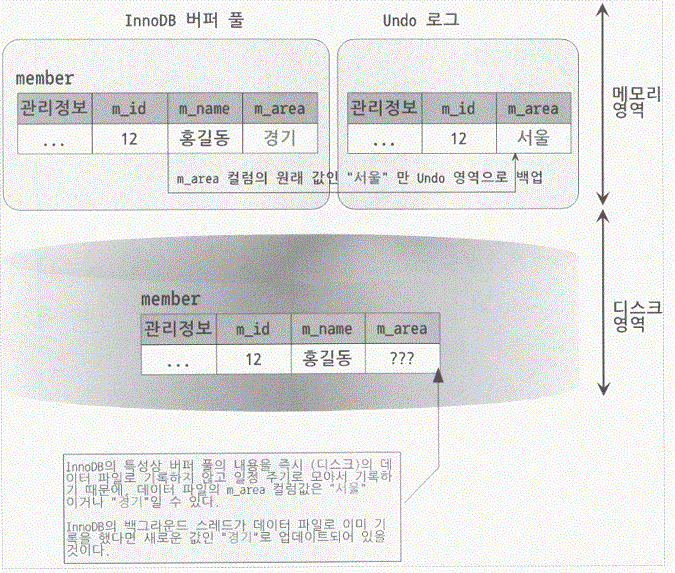 InnoDB 버퍼 풀
Undo 로그
member
관리정보 m_id m_name m_area
... 12 홍길동 경기
관리정보 m_id m_area
... 12 서울
m_area 컬럼의 원래 값인 "서울" 만 Undo 영역으로 백업
메모리
영역
member
관리정보 m_id m_name m_area
... 12 홍길동 ???
디스크
영역
InnoDB의 특성상 버퍼 풀의 내용을 즉시 (디스크)의 데
이터 파일로 기록하지 않고 일정 주기로 모아서 기록하
기 때문에, 데이터 파일의 m_area 컬럼값은 "서울"
이거나 "경기"일 수 있다.
InnoDB의 백그라운드 스레드가 데이터 파일로 이미 기
록을 했다면 새로운 값인 "경기"로 업데이트되어 있을
것이다.